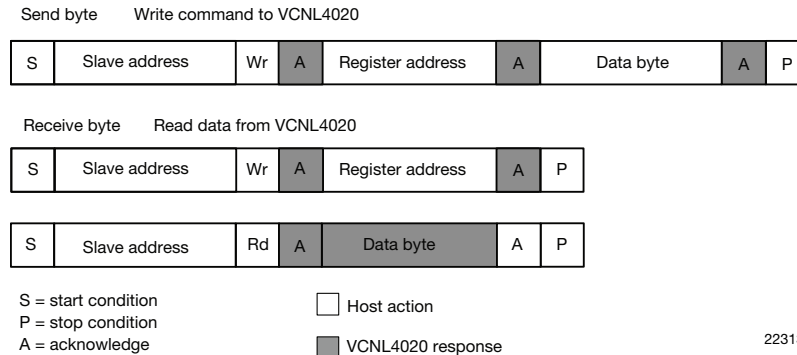 Send byte Write command to VCNL4020
S Slave address Wr A Register address A Data byte A P
Receive byte Read data from VCNL4020
S Slave address Wr A Register address A P
S Slave address Rd A Data byte A P
S = start condition
P = stop condition
A = acknowledge
Host action
VCNL4020 response